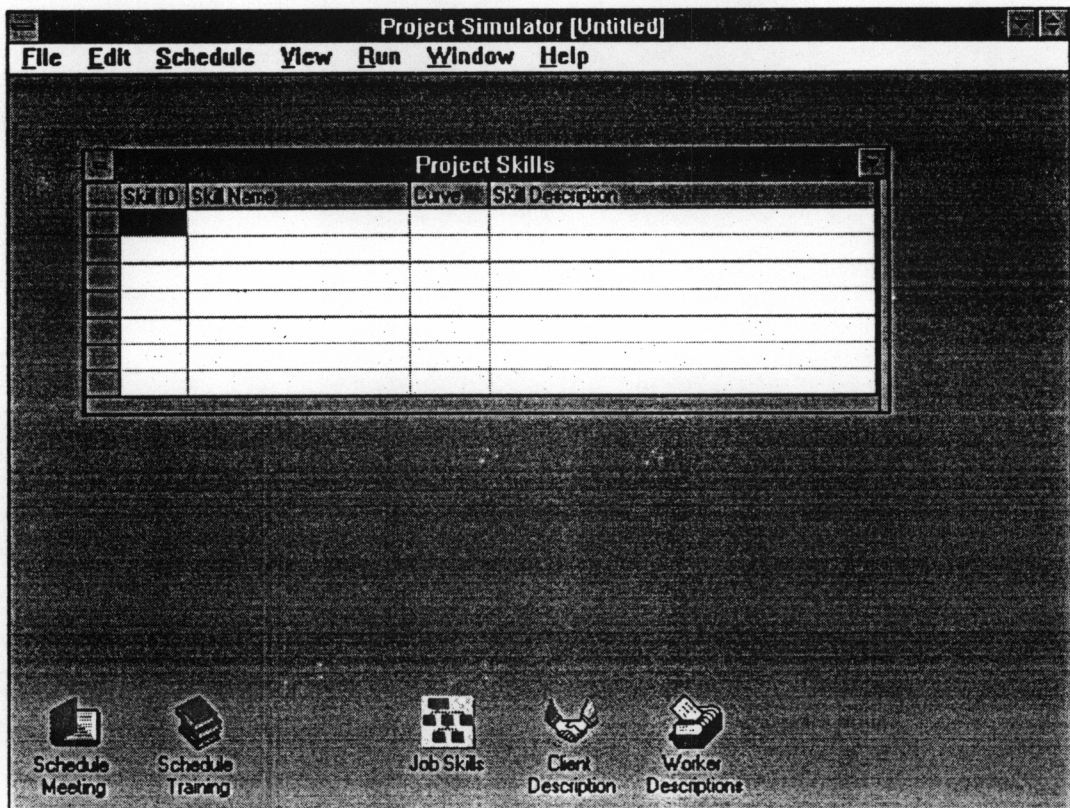 Project Simulator [Untitled]
File Edit Schedule View Run Window Help
Project Skills
Skill ID Skill Name Curve Skill Description
Schedule Meeting
Schedule Training
Job Skills
Client Description
Worker Descriptions